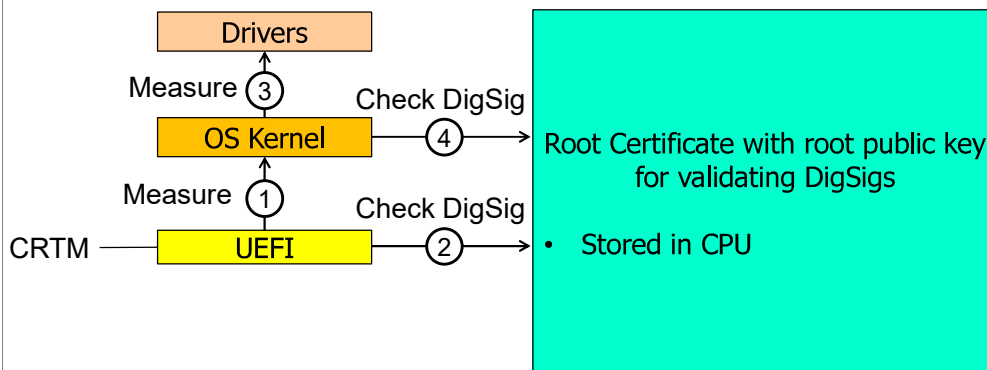 Drivers
Measure 3
Check DigSig
OS Kernel 4
Root Certificate with root public key
for validating DigSigs
Measure 1
Check DigSig
CRTM UEFI 2
• Stored in CPU